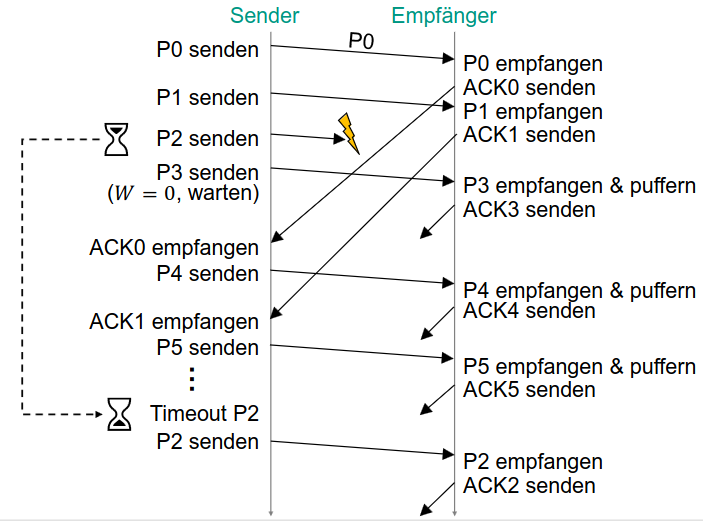 Sender
Empfänger
P0 senden
P0
P0 empfangen
ACK0 senden
P1 senden
P1 empfangen
ACK1 senden
P2 senden
P3 senden
(W = 0, warten)
P3 empfangen & puffern
ACK3 senden
ACK0 empfangen
P4 senden
P4 empfangen & puffern
ACK4 senden
ACK1 empfangen
P5 senden
P5 empfangen & puffern
ACK5 senden
⋮
Timeout P2
P2 senden
P2 empfangen
ACK2 senden